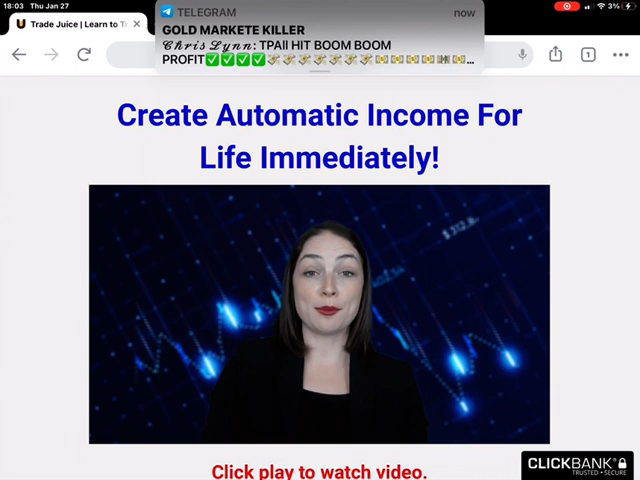 18:03 Thu Jan 27
3%
TELEGRAM
now
GOLD MARKETE KILLER
𝓒𝓱𝓻𝓲𝓼 𝓛𝔂𝓷𝓷: TPAll HIT BOOM BOOM
PROFIT✅✅✅✅💸💸💸💸💸💸💸💴💴💴💴💴💴...
Trade Juice | Learn to Tr
1
Create Automatic Income For
Life Immediately!
Click play to watch video.
CLICKBANK®
TRUSTED • SECURE